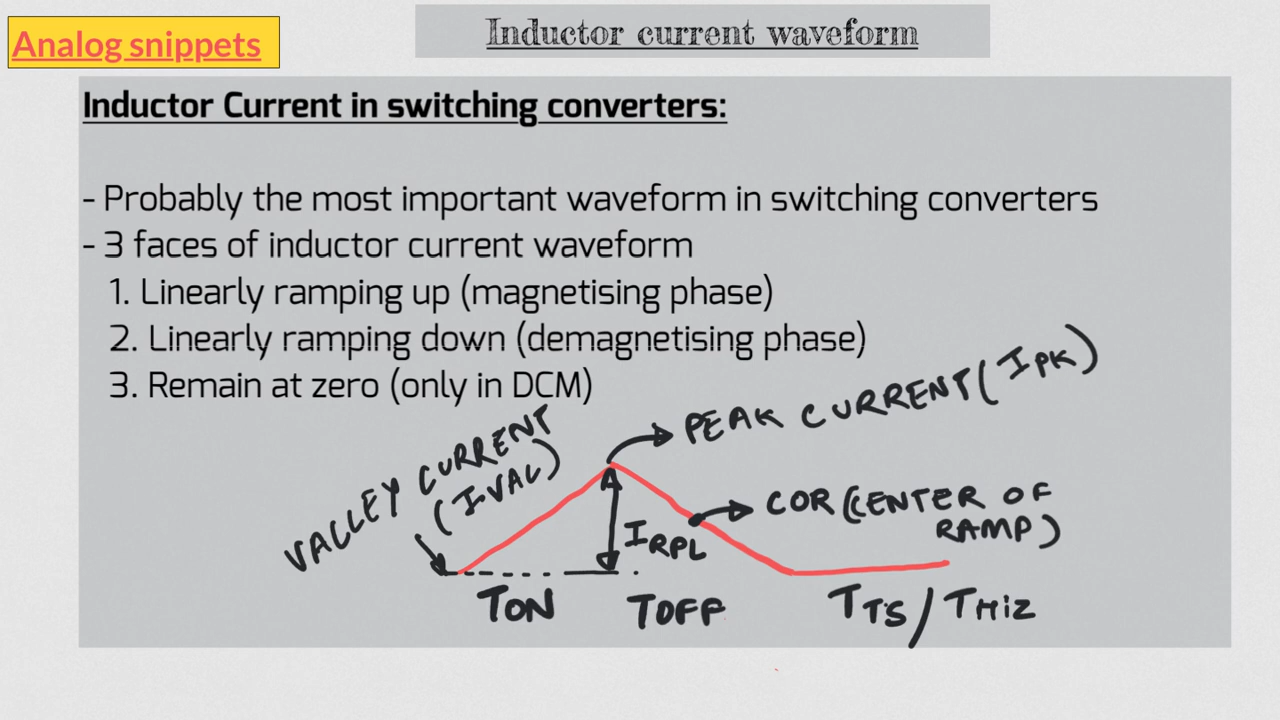 Analog snippets
Inductor current waveform
Inductor Current in switching converters:
- Probably the most important waveform in switching converters
- 3 faces of inductor current waveform
1. Linearly ramping up (magnetising phase)
2. Linearly ramping down (demagnetising phase)
3. Remain at zero (only in DCM)
VALLEY CURRENT
(IVAL)
PEAK CURRENT (IPK)
COR (CENTER OF
RAMP)
IRPL
TON
TOFF
TTS/THiZ